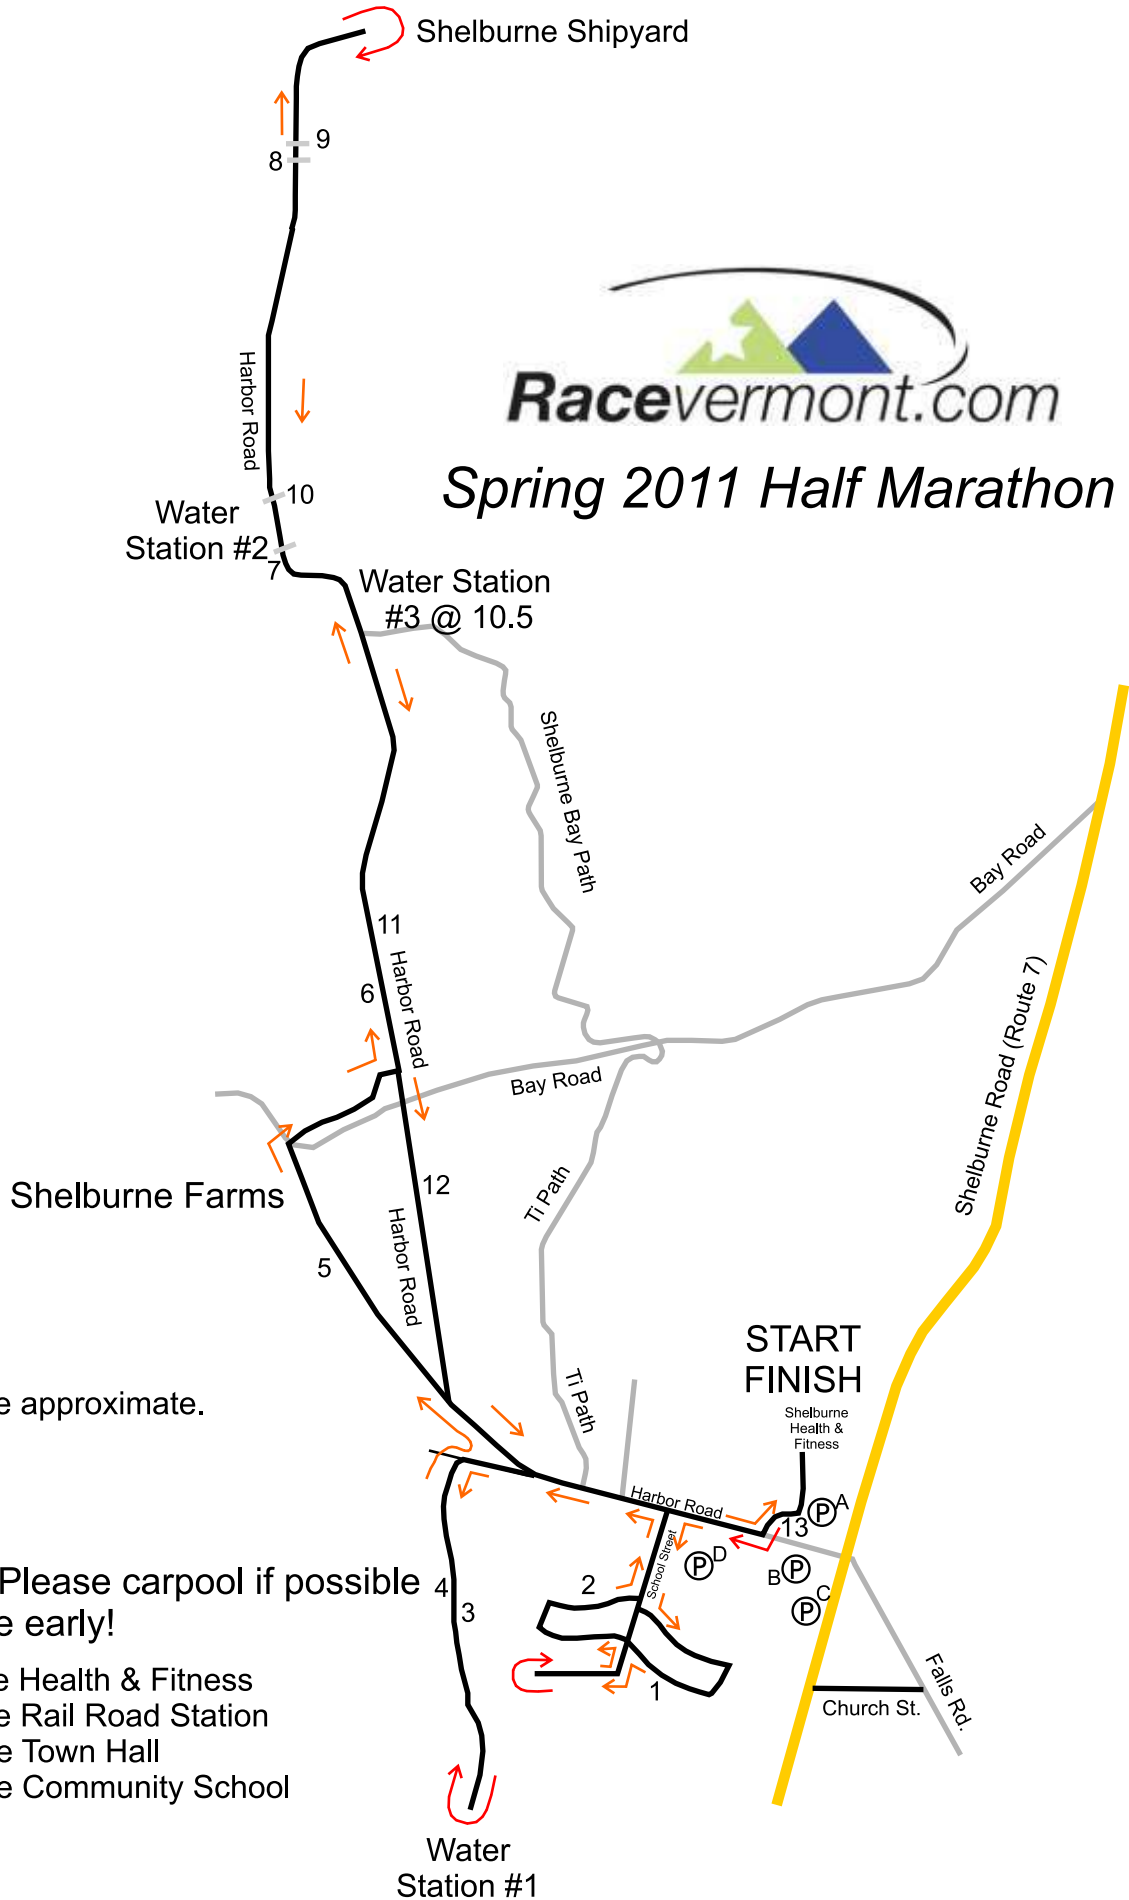 Shelburne Shipyard
9
8
Harbor Road
Racevermont.com
Spring 2011 Half Marathon
10
Water
Station #2
7
Water Station
#3 @ 10.5
Shelburne Bay Path
Bay Road
11
6
Harbor Road
Shelburne Road (Route 7)
Bay Road
Shelburne Farms
12
Ti Path
Harbor Road
5
START
FINISH
Shelburne
Health &
Fitness
Ti Path
e approximate.
Harbor Road
13
P A
School Street
P D
B P
P C
Please carpool if possible
e early!
4
3
2
1
e Health & Fitness
e Rail Road Station
e Town Hall
e Community School
Falls Rd.
Church St.
Water
Station #1